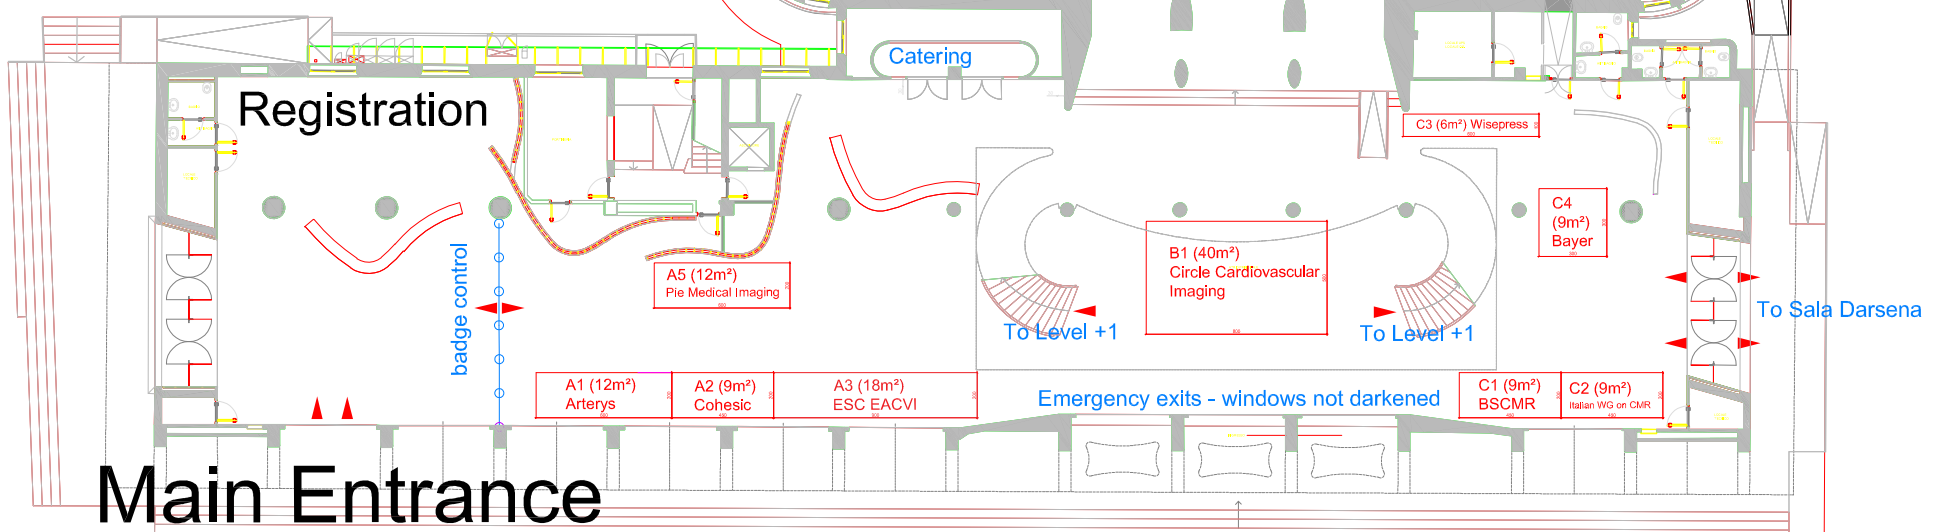 Catering
Registration
C3 (6m²) Wisepress
C4
(9m²)
Bayer
badge control
A5 (12m²)
Pie Medical Imaging
B1 (40m²)
Circle Cardiovascular
Imaging
To Level +1
To Level +1
To Sala Darsena
A1 (12m²)
Arterys
A2 (9m²)
Cohesic
A3 (18m²)
ESC EACVI
Emergency exits - windows not darkened
C1 (9m²)
BSCMR
C2 (9m²)
Italian WG on CMR
Main Entrance